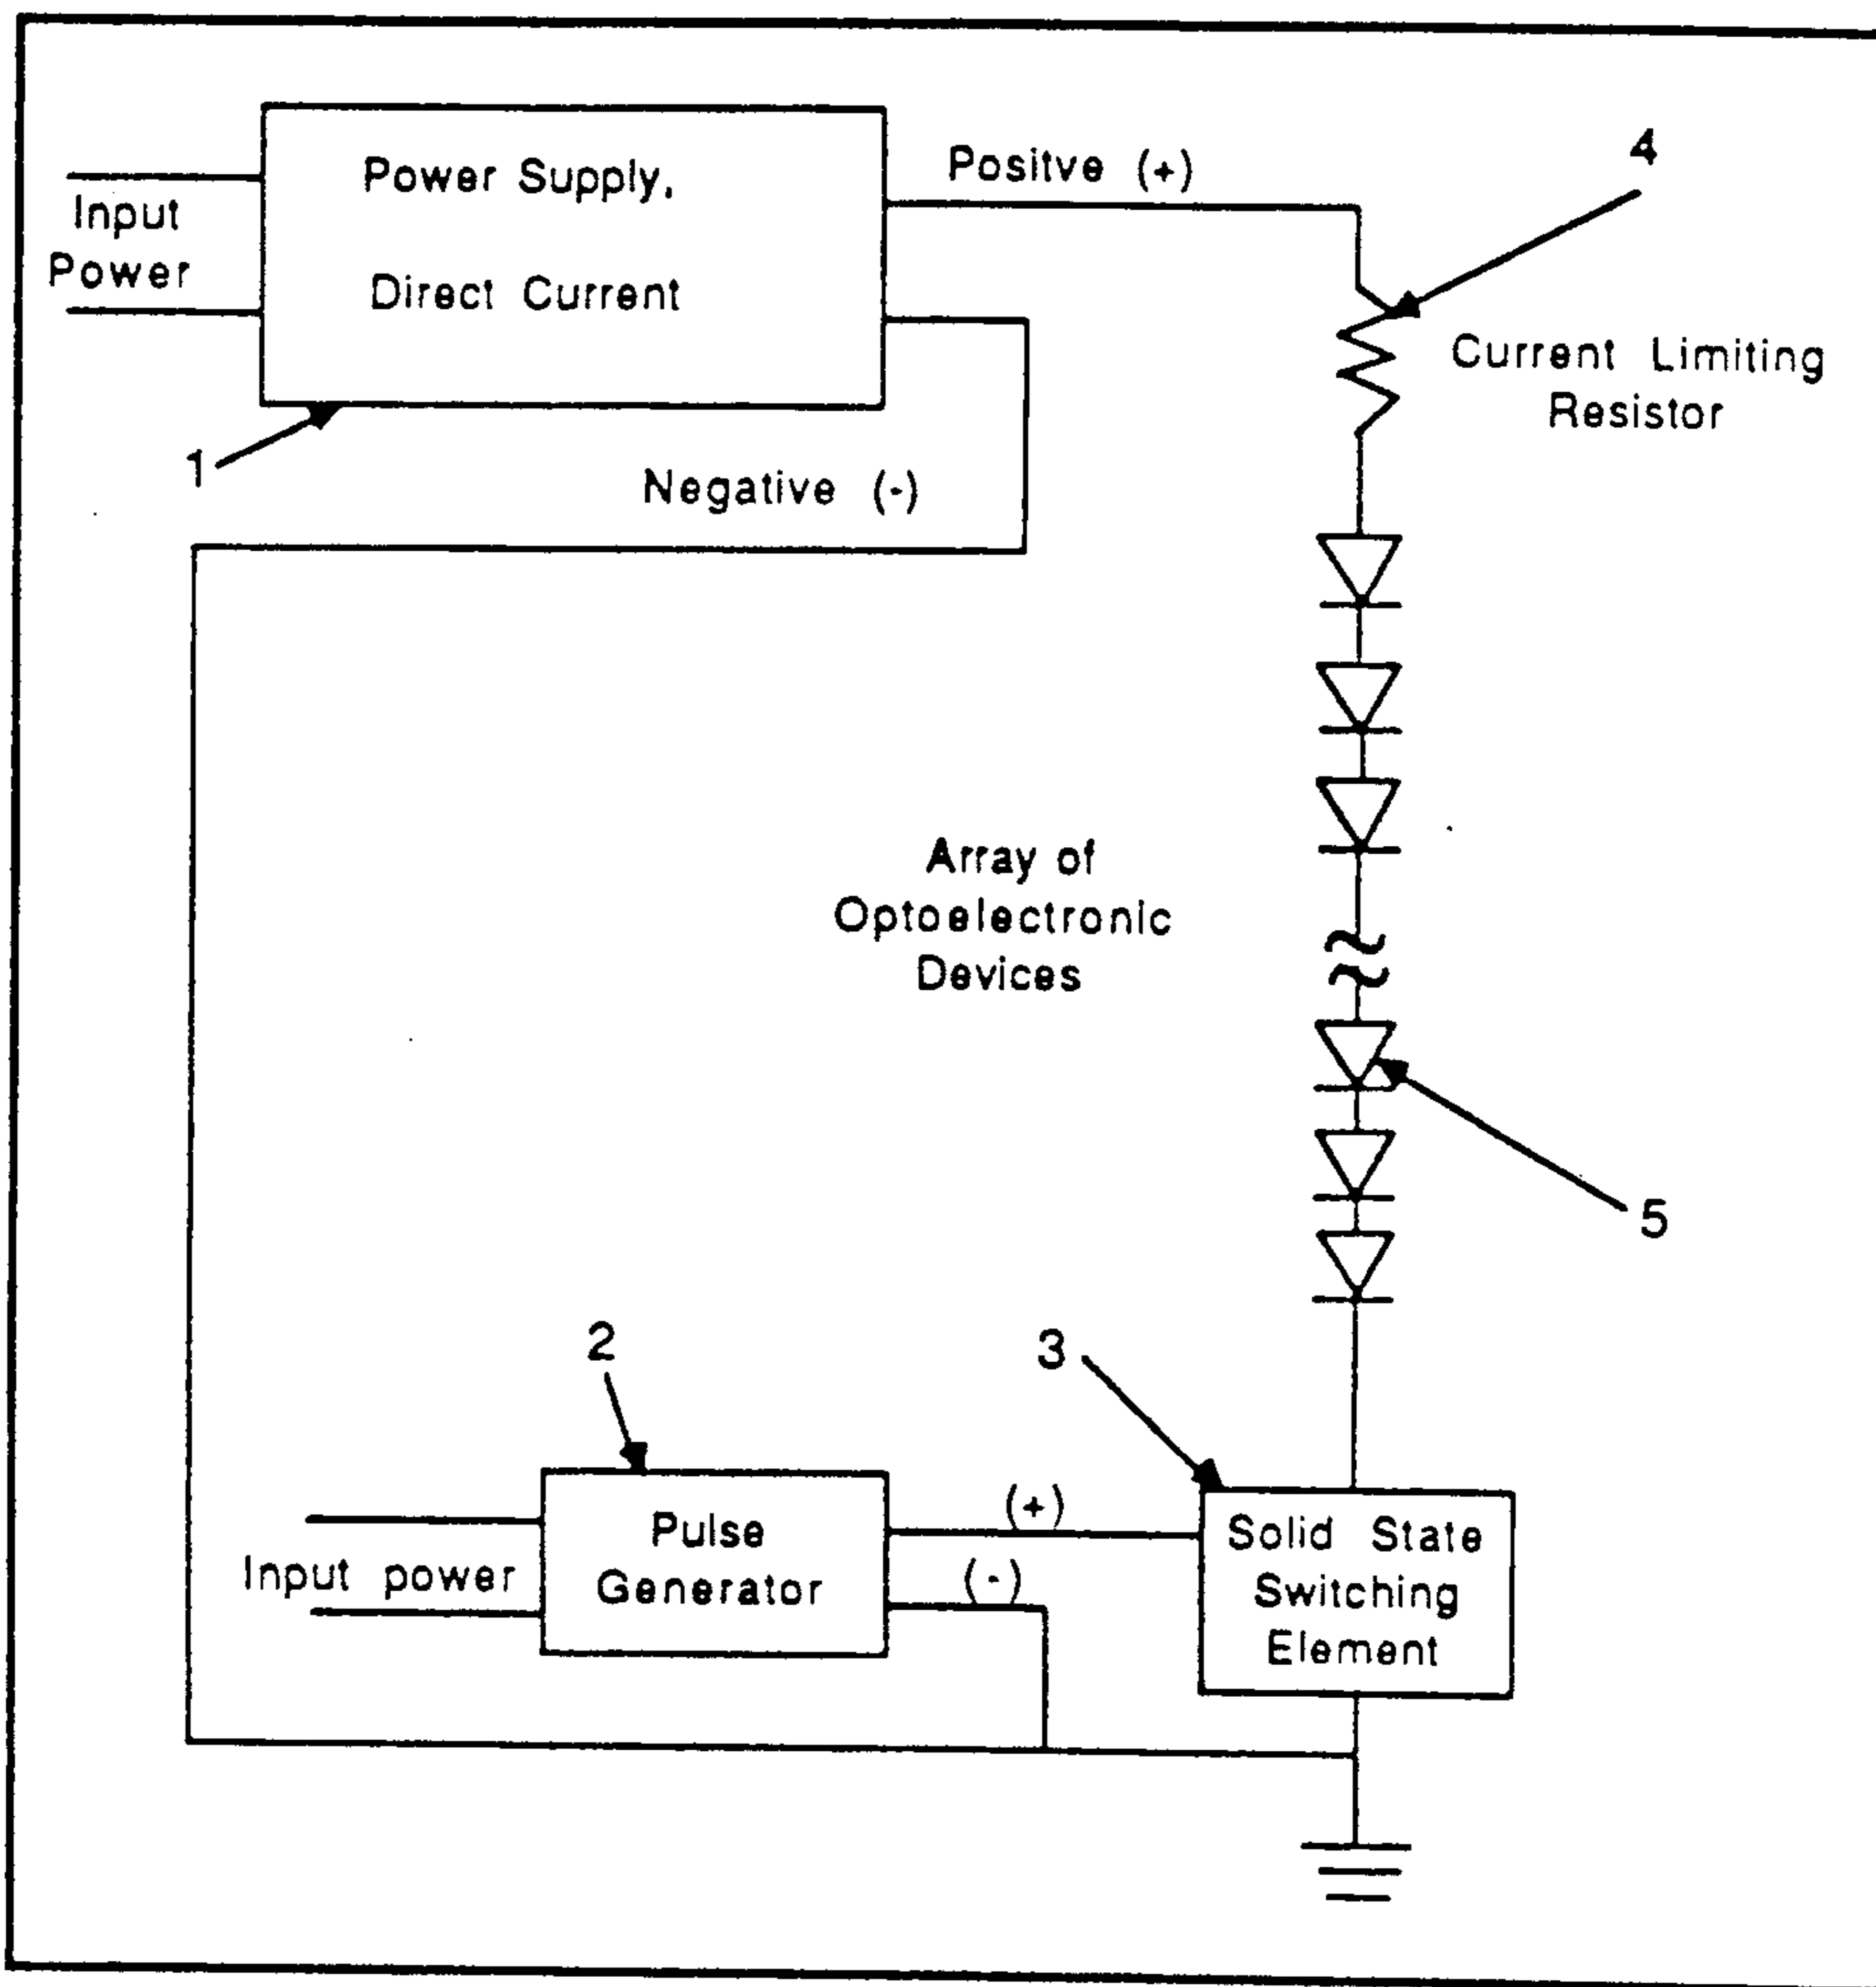 Power Supply,
Direct Current
Input
Power
Positve (+)
4
Current Limiting
Resistor
1
Negative (-)
Array of
Optoelectronic
Devices
5
2
3
Pulse
Generator
Input power
(+)
(-)
Solid State
Switching
Element